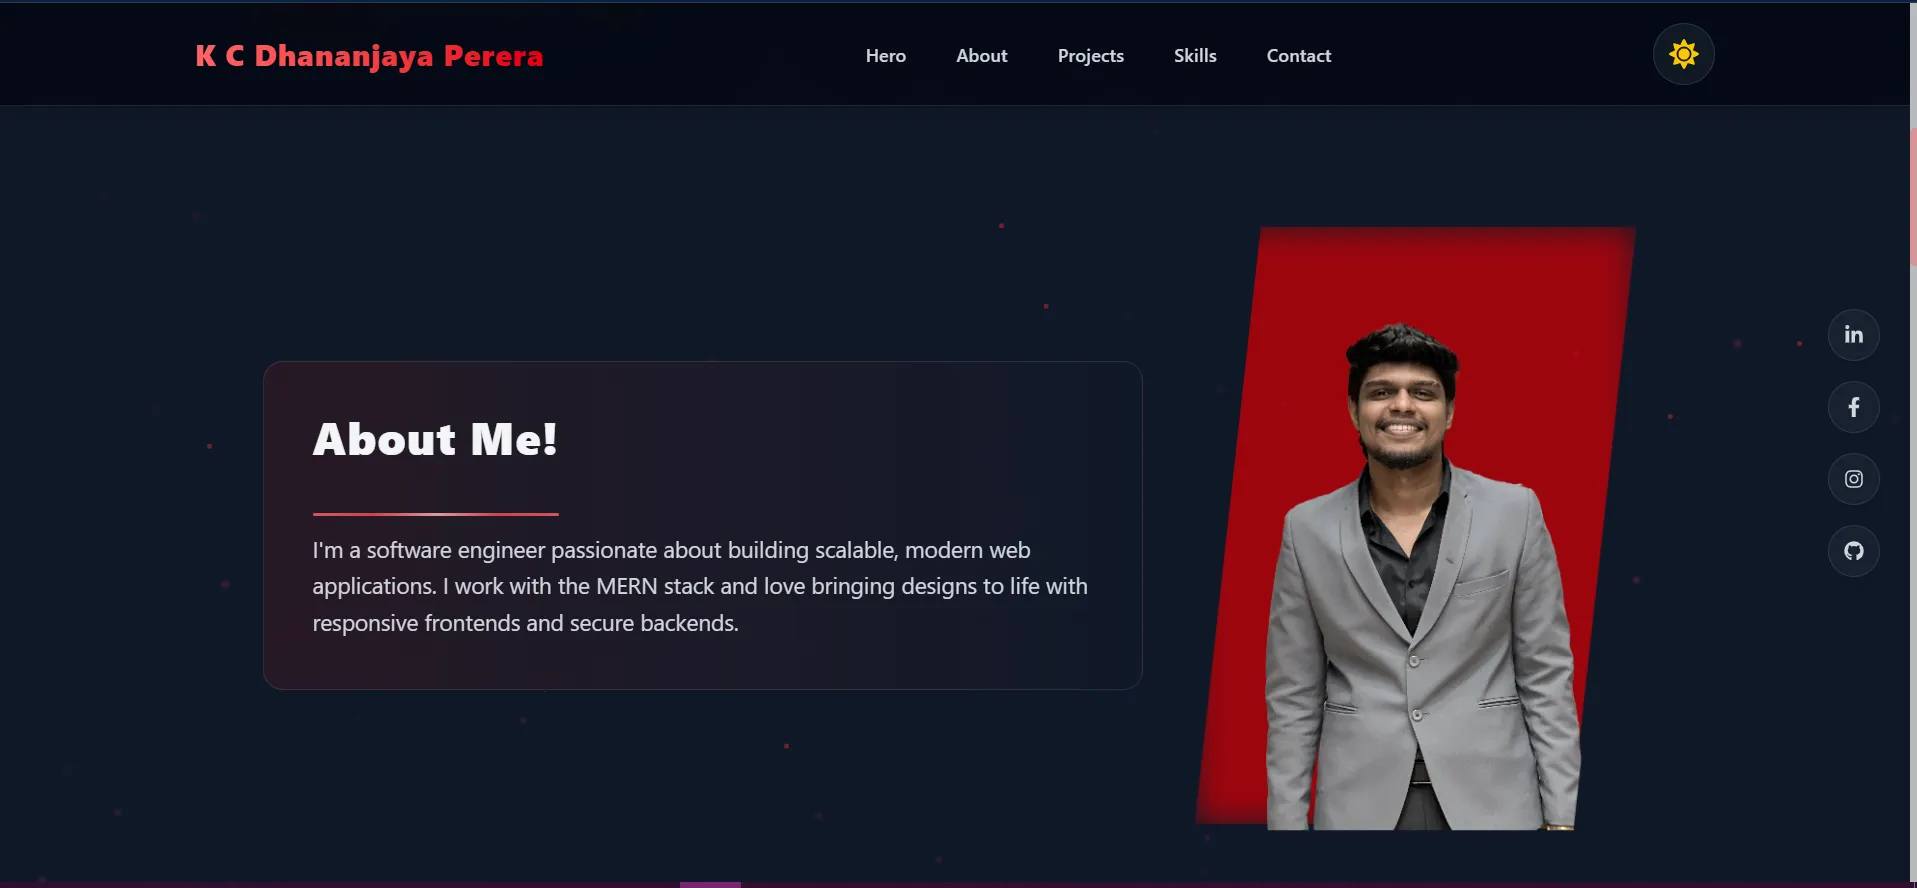 K C Dhananjaya Perera
Hero
About
Projects
Skills
Contact
About Me!
I'm a software engineer passionate about building scalable, modern web
applications. I work with the MERN stack and love bringing designs to life with
responsive frontends and secure backends.
in
f